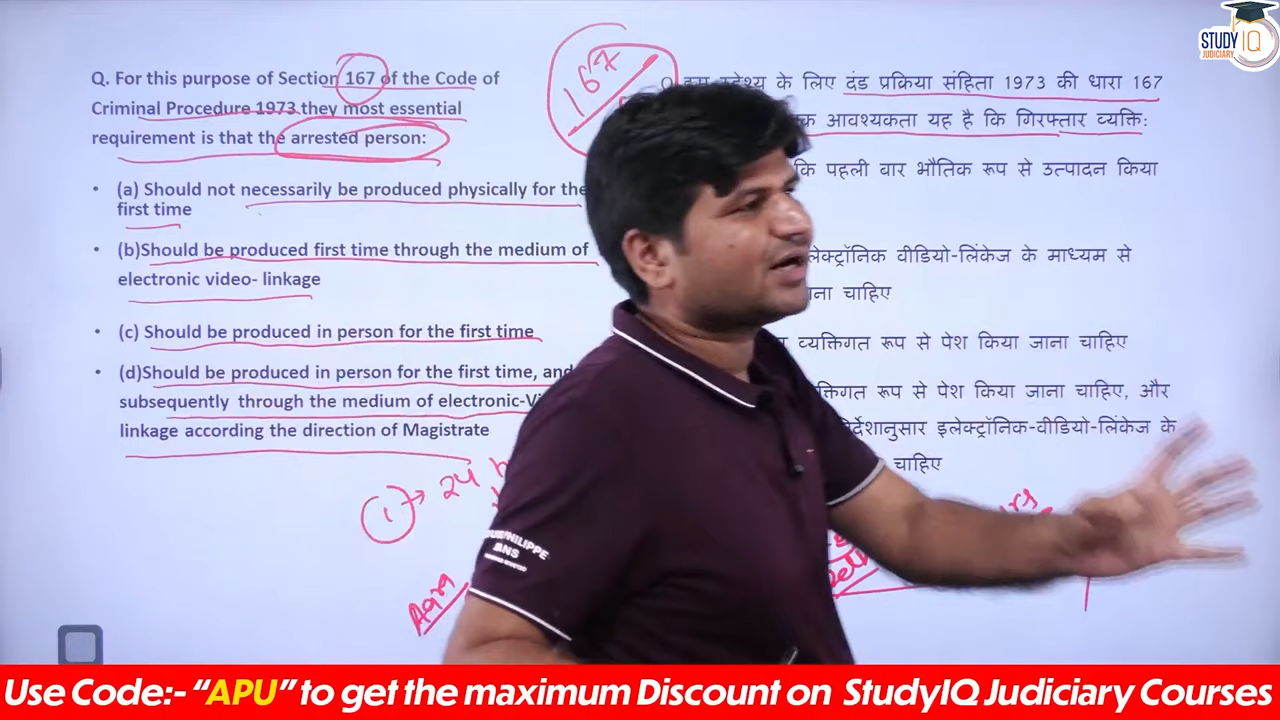 STUDY IQ
JUDICIARY
Q. For this purpose of Section 167 of the Code of
Criminal Procedure 1973 they most essential
requirement is that the arrested person:
• (a) Should not necessarily be produced physically for the
first time
• (b)Should be produced first time through the medium of
electronic video- linkage
• (c) Should be produced in person for the first time
• (d)Should be produced in person for the first time, and
subsequently through the medium of electronic-Vi
linkage according the direction of Magistrate
167
के लिए दंड प्रक्रिया संहिता 1973 की धारा 167
आवश्यकता यह है कि गिरफ्तार व्यक्ति:
कि पहली बार भौतिक रूप से उत्पादन किया
लेक्ट्रॉनिक वीडियो-लिंकेज के माध्यम से
चाहिए
व्यक्तिगत रूप से पेश किया जाना चाहिए
क्तिगत रूप से पेश किया जाना चाहिए, और
र्देशानुसार इलेक्ट्रॉनिक-वीडियो-लिंकेज के
चाहिए
1 → 24 h
Agra
Use Code:- “APU” to get the maximum Discount on StudyIQ Judiciary Courses